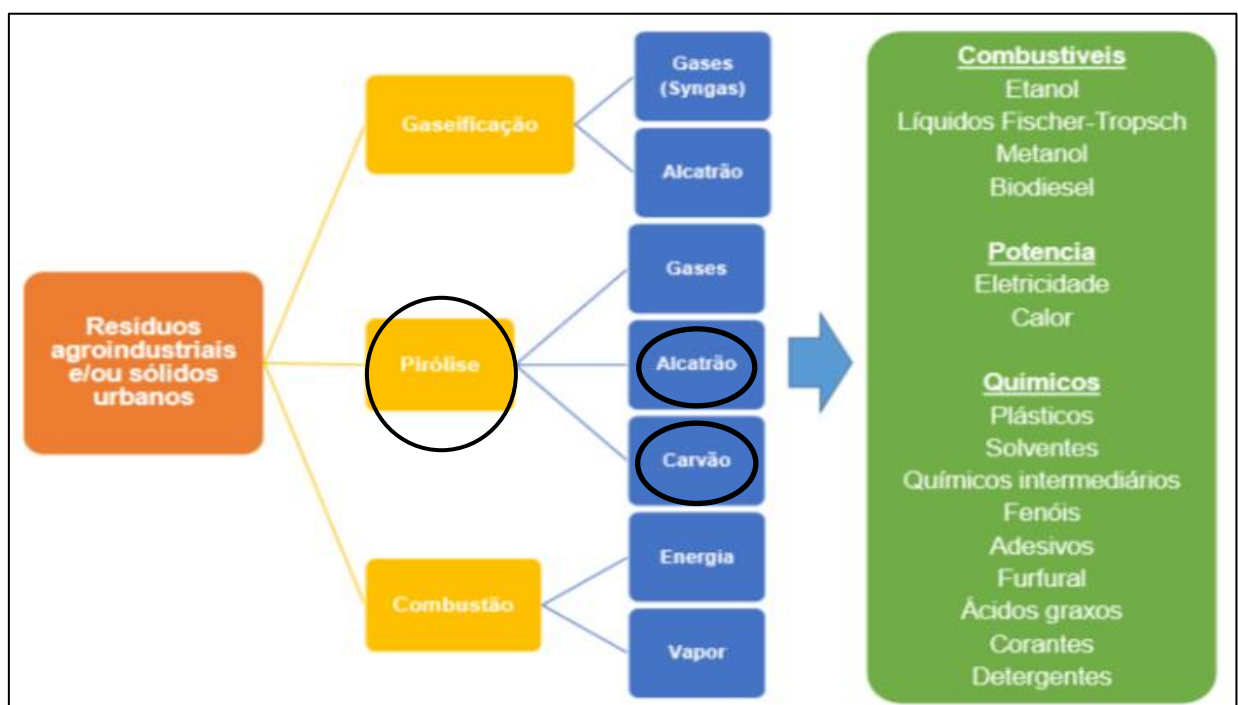 Resíduos
agroindustriais
e/ou sólidos
urbanos
Gaseificação
Gases
(Syngas)
Alcatrão
Pirólise
Gases
Alcatrão
Carvão
Combustão
Energia
Vapor
Combustíveis
Etanol
Líquidos Fischer-Tropsch
Metanol
Biodiesel
Potencia
Eletricidade
Calor
Químicos
Plásticos
Solventes
Químicos intermediários
Fenóis
Adesivos
Furfural
Ácidos graxos
Corantes
Detergentes